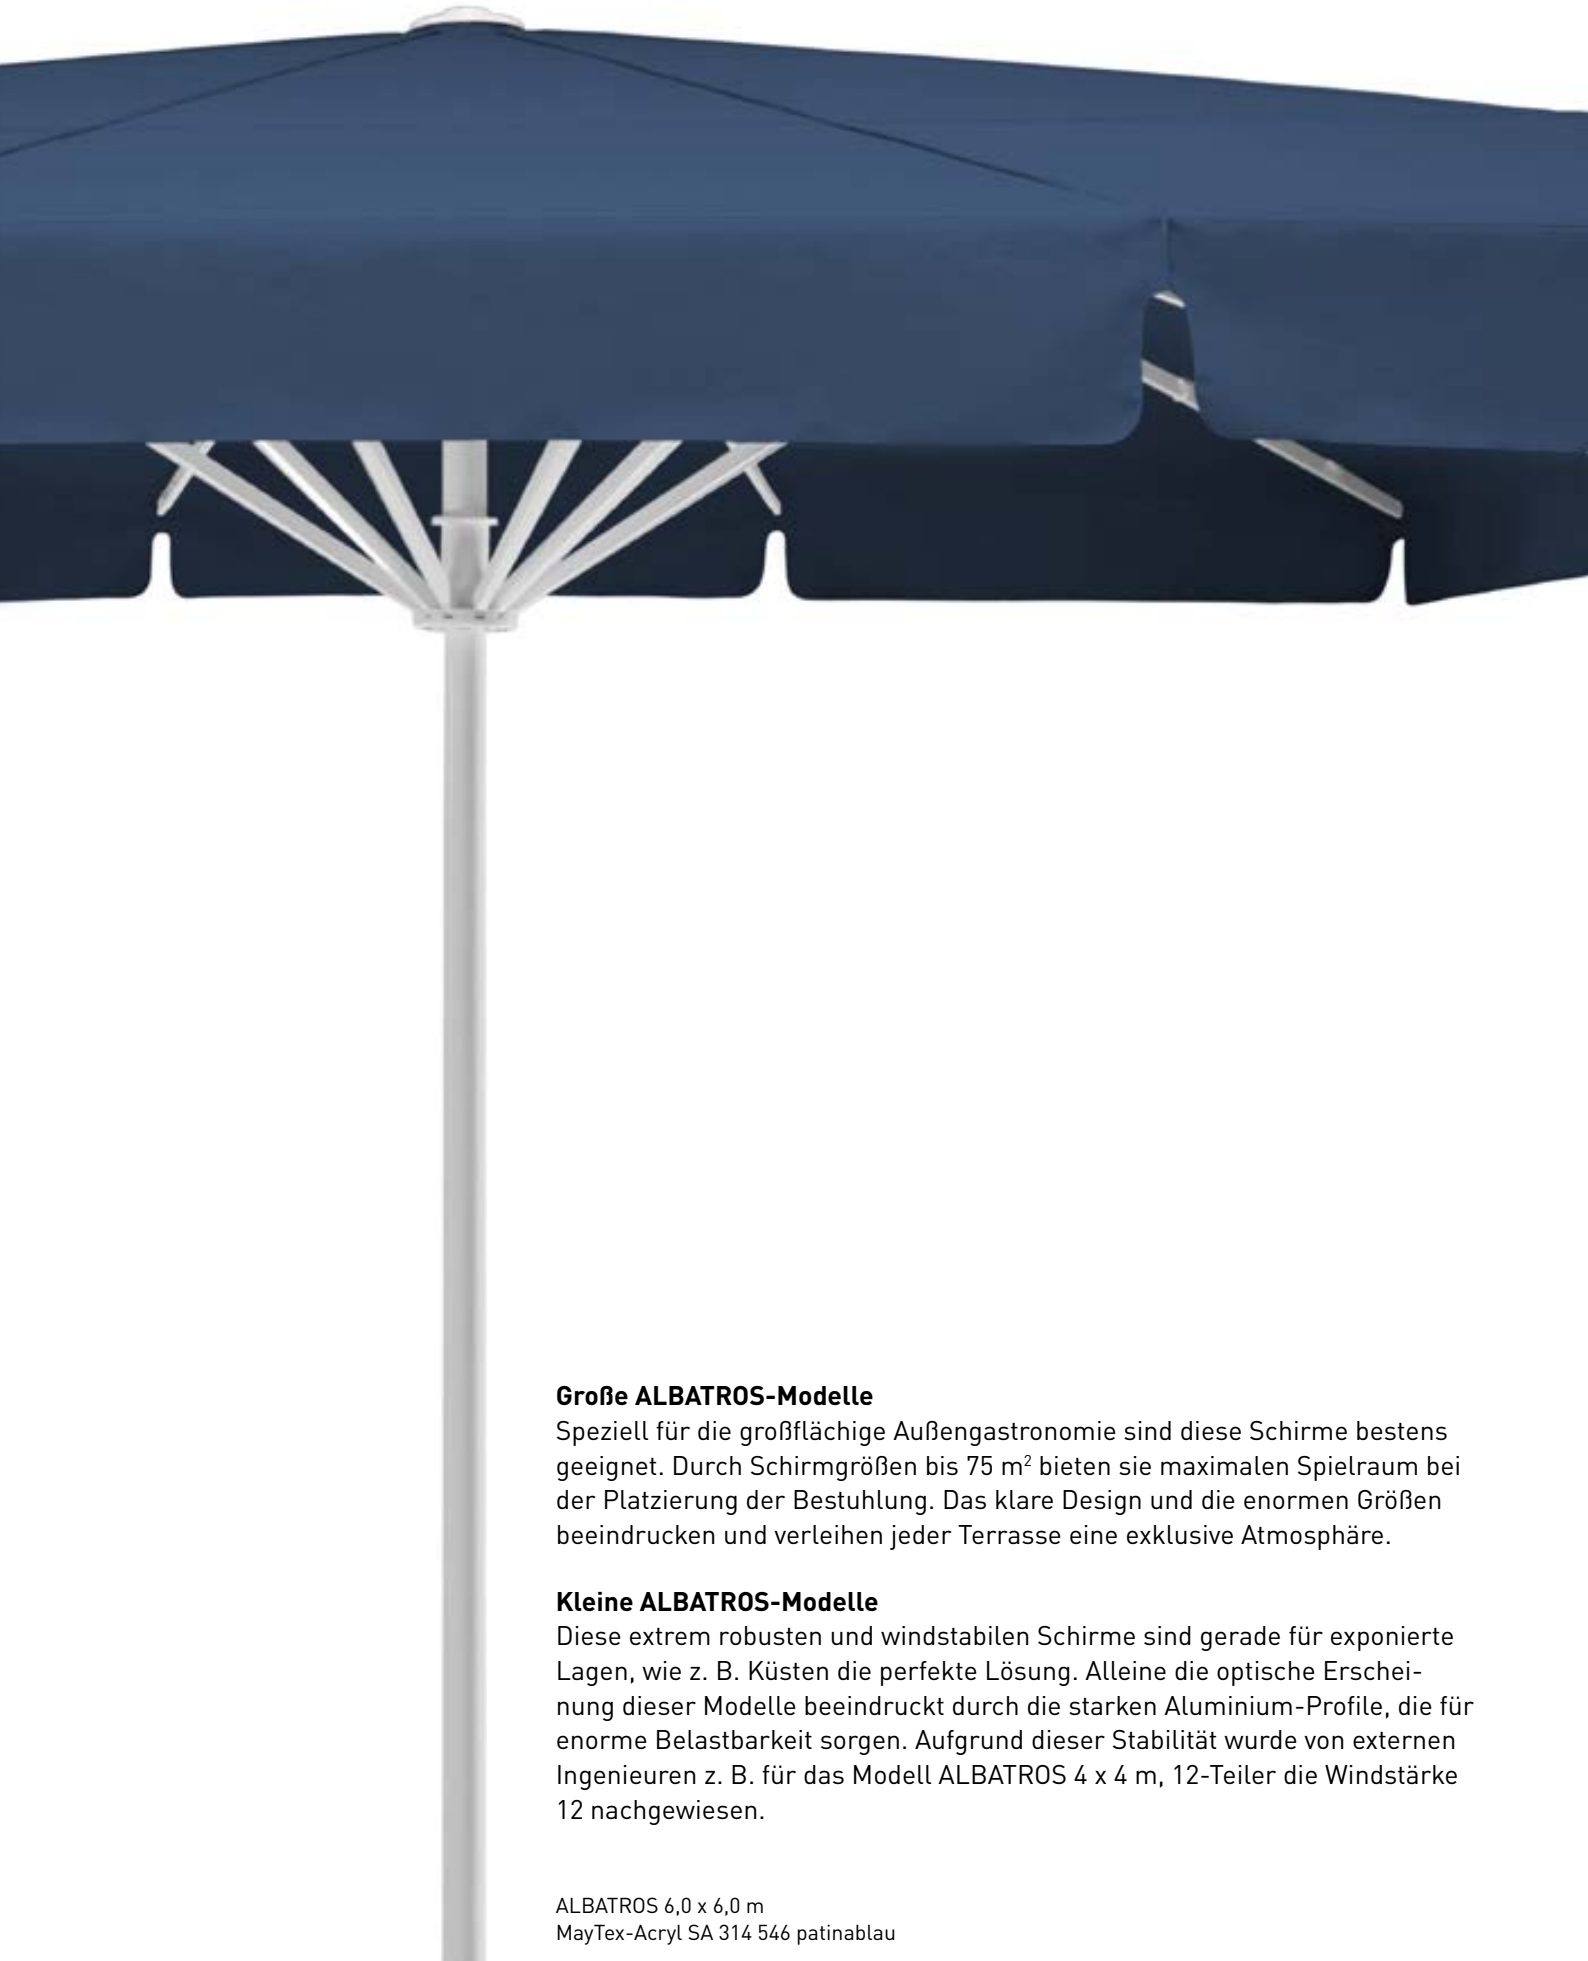 Große ALBATROS-Modelle
Speziell für die großflächige Außengastronomie sind diese Schirme bestens
geeignet. Durch Schirmgrößen bis 75 m² bieten sie maximalen Spielraum bei
der Platzierung der Bestuhlung. Das klare Design und die enormen Größen
beeindrucken und verleihen jeder Terrasse eine exklusive Atmosphäre.
Kleine ALBATROS-Modelle
Diese extrem robusten und windstabilen Schirme sind gerade für exponierte
Lagen, wie z. B. Küsten die perfekte Lösung. Alleine die optische Erschei-
nung dieser Modelle beeindruckt durch die starken Aluminium-Profile, die für
enorme Belastbarkeit sorgen. Aufgrund dieser Stabilität wurde von externen
Ingenieuren z. B. für das Modell ALBATROS 4 x 4 m, 12-Teiler die Windstärke
12 nachgewiesen.
ALBATROS 6,0 x 6,0 m
MayTex-Acryl SA 314 546 patinablau